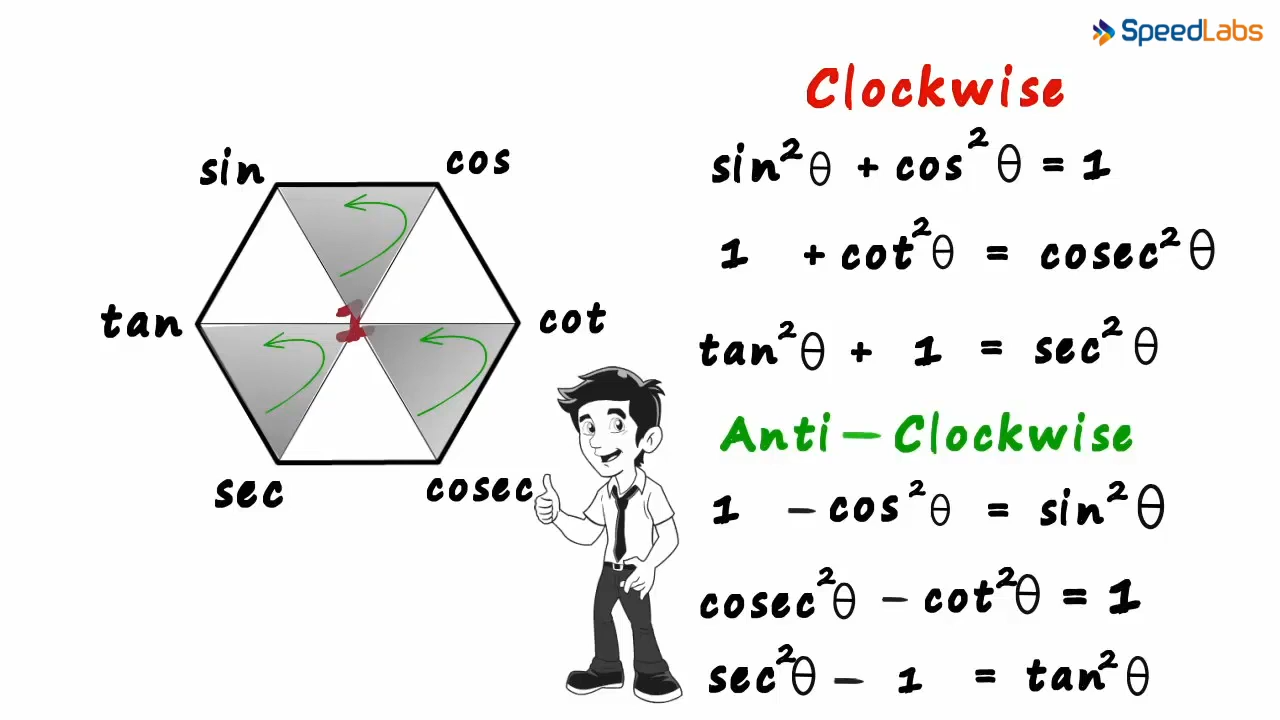 SpeedLabs
sin cos
tan 1 cot
sec cosec
Clockwise
sin²θ + cos²θ = 1
1 + cot²θ = cosec²θ
tan²θ + 1 = sec²θ
Anti-Clockwise
1 - cos²θ = sin²θ
cosec²θ - cot²θ = 1
sec²θ - 1 = tan²θ